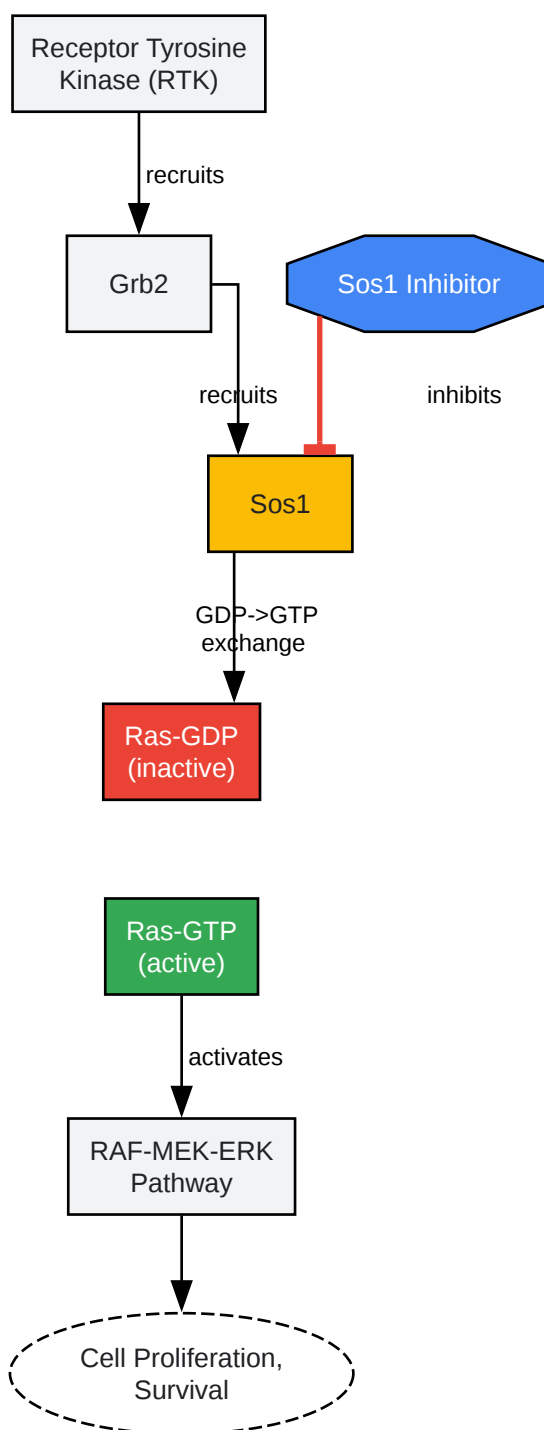 Receptor Tyrosine
Kinase (RTK)
recruits
Grb2
Sos1 Inhibitor
recruits
inhibits
Sos1
GDP->GTP
exchange
Ras-GDP
(inactive)
Ras-GTP
(active)
activates
RAF-MEK-ERK
Pathway
Cell Proliferation,
Survival